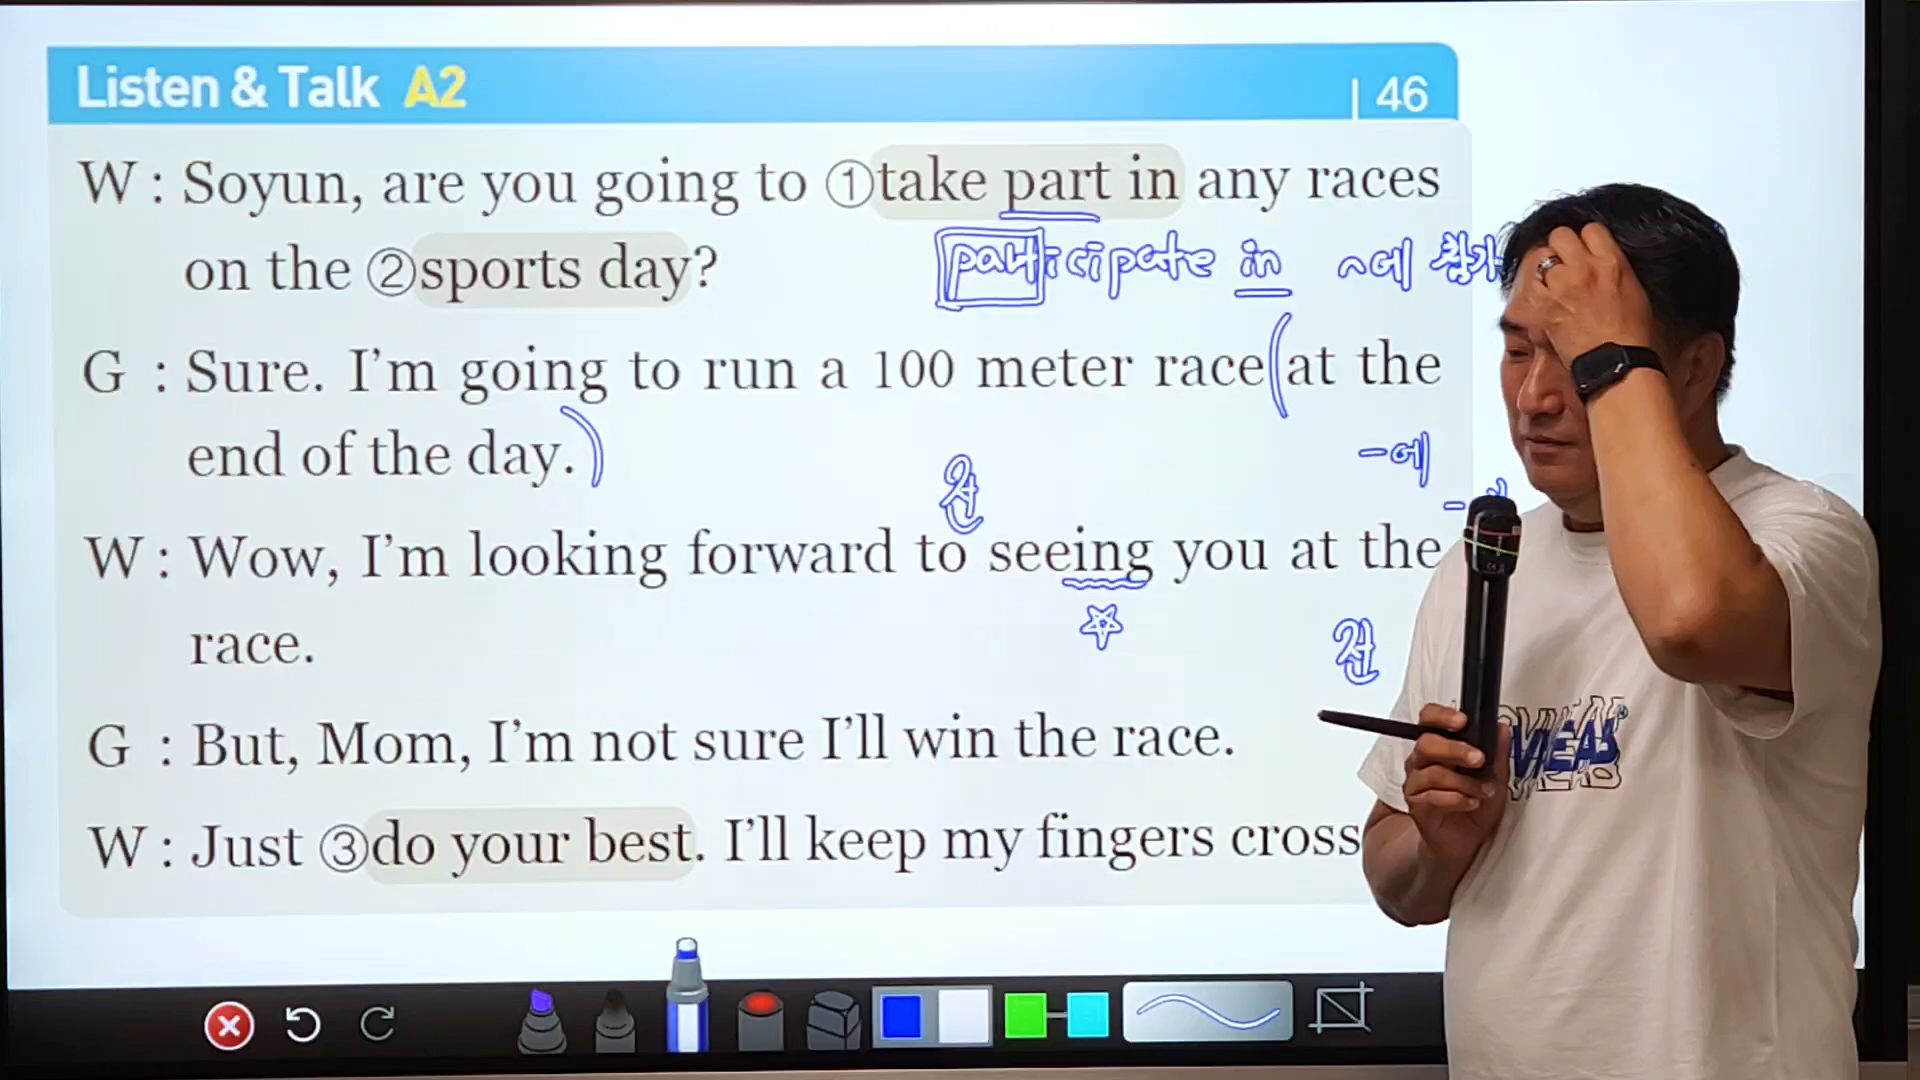 Listen & Talk A2 | 46
W : Soyun, are you going to ①take part in any races
participate in ~에 참가
on the ②sports day?
G : Sure. I'm going to run a 100 meter race(at the
end of the day.)
-에
전
W : Wow, I'm looking forward to seeing you at the
race.
전
G : But, Mom, I'm not sure I'll win the race.
W : Just ③do your best. I'll keep my fingers cross